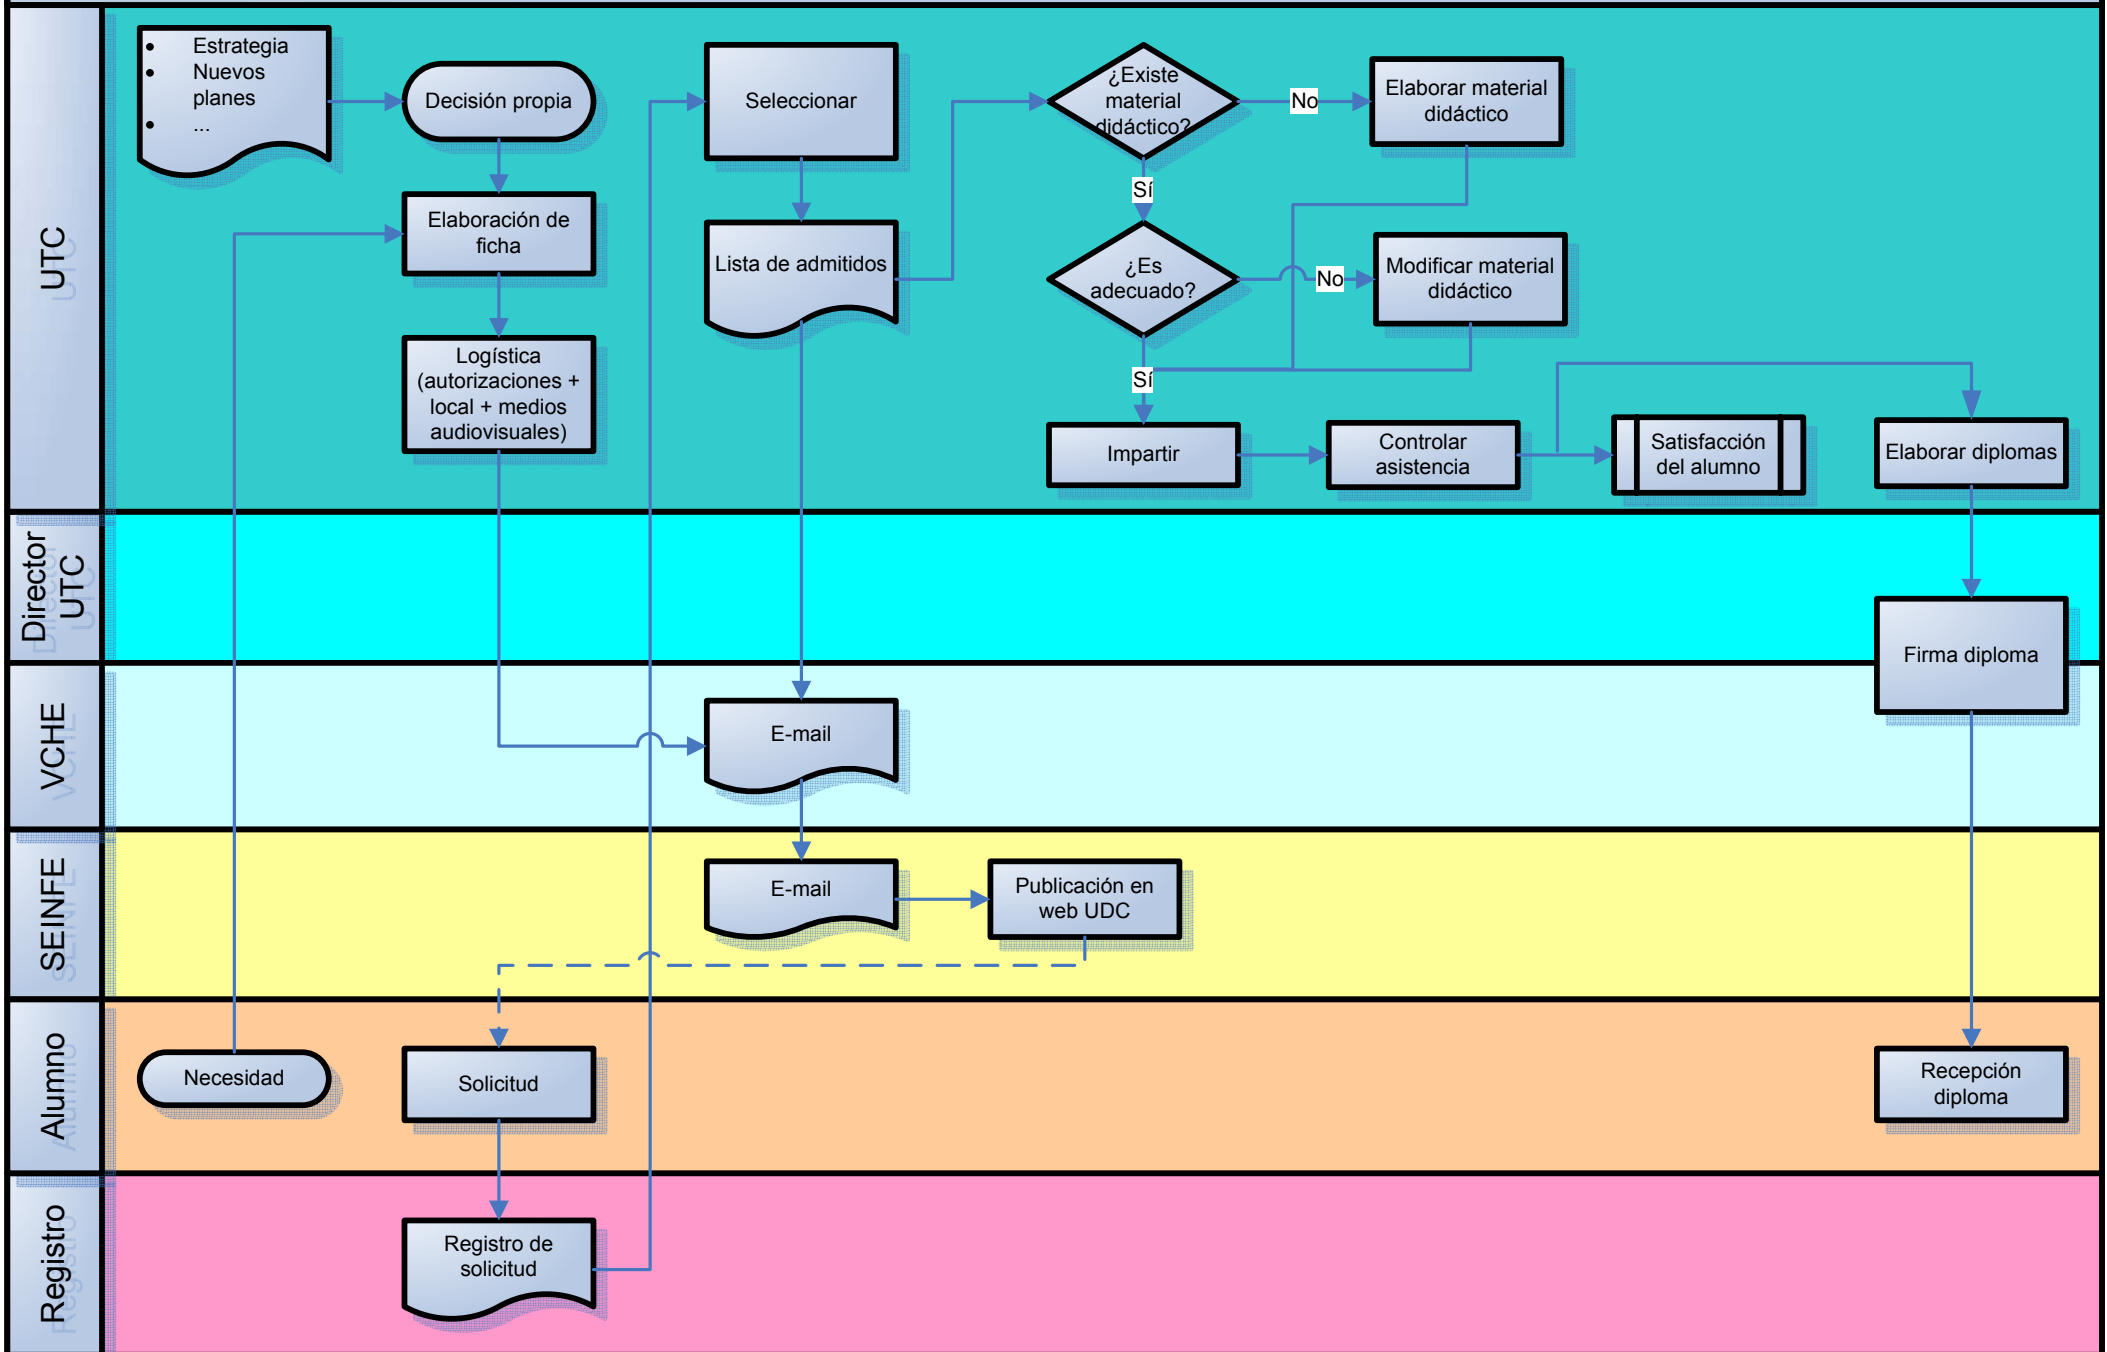 UTC
Estrategia
Nuevos
planes
...
Decisión propia
Seleccionar
¿Existe
material
didáctico?
No
Elaborar material
didáctico
Sí
Elaboración de
ficha
Lista de admitidos
¿Es
adecuado?
No
Modificar material
didáctico
Logística
(autorizaciones +
local + medios
audiovisuales)
Sí
Impartir
Controlar
asistencia
Satisfacción
del alumno
Elaborar diplomas
Director
UTC
Firma diploma
VCHE
E-mail
SEINFE
E-mail
Publicación en
web UDC
Alumno
Necesidad
Solicitud
Recepción
diploma
Registro
Registro de
solicitud